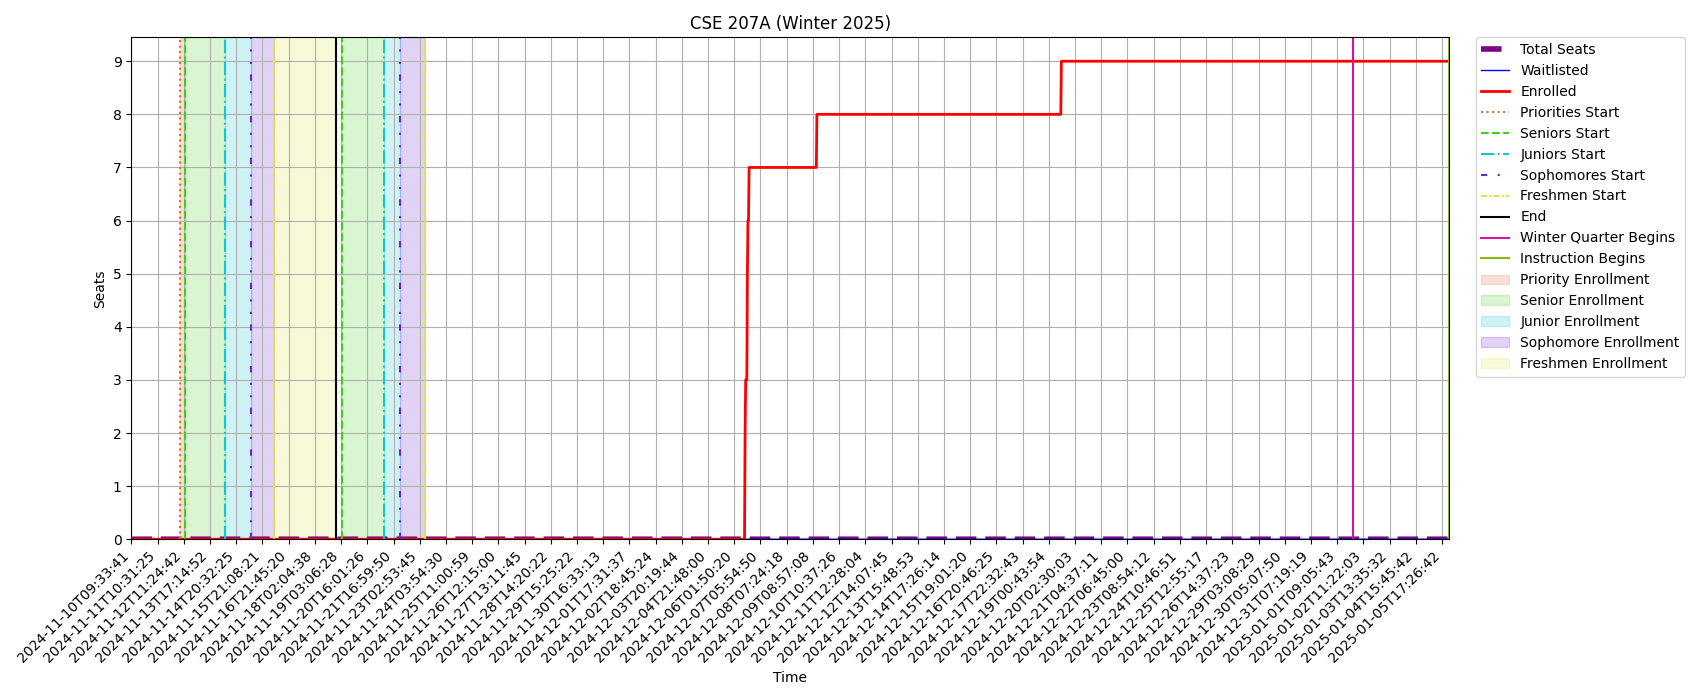 CSE 207A (Winter 2025)
Seats
9
8
7
6
5
4
3
2
1
0
2024-11-10T09:33:41
2024-11-11T10:31:25
2024-11-12T11:24:42
2024-11-13T17:14:52
2024-11-14T20:32:25
2024-11-15T21:08:21
2024-11-16T21:45:20
2024-11-18T02:04:38
2024-11-19T03:06:28
2024-11-20T16:01:26
2024-11-21T16:59:50
2024-11-23T02:53:45
2024-11-24T03:54:30
2024-11-25T11:00:59
2024-11-26T12:15:00
2024-11-27T13:11:45
2024-11-28T14:20:22
2024-11-29T15:25:22
2024-11-30T16:33:13
2024-12-01T17:31:37
2024-12-02T18:45:24
2024-12-03T20:19:44
2024-12-04T21:48:00
2024-12-06T01:50:20
2024-12-07T05:54:50
2024-12-08T07:24:18
2024-12-09T08:57:08
2024-12-10T10:37:26
2024-12-11T12:28:04
2024-12-12T14:07:45
2024-12-13T15:48:53
2024-12-14T17:26:14
2024-12-15T19:01:20
2024-12-16T20:46:25
2024-12-17T22:32:43
2024-12-19T00:43:54
2024-12-20T02:30:03
2024-12-21T04:37:11
2024-12-22T06:45:00
2024-12-23T08:54:12
2024-12-24T10:46:51
2024-12-25T12:55:17
2024-12-26T14:37:23
2024-12-29T03:08:29
2024-12-30T05:07:50
2024-12-31T07:19:19
2025-01-01T09:05:43
2025-01-02T11:22:03
2025-01-03T13:35:32
2025-01-04T15:45:42
2025-01-05T17:26:42
Time
Total Seats
Waitlisted
Enrolled
Priorities Start
Seniors Start
Juniors Start
Sophomores Start
Freshmen Start
End
Winter Quarter Begins
Instruction Begins
Priority Enrollment
Senior Enrollment
Junior Enrollment
Sophomore Enrollment
Freshmen Enrollment